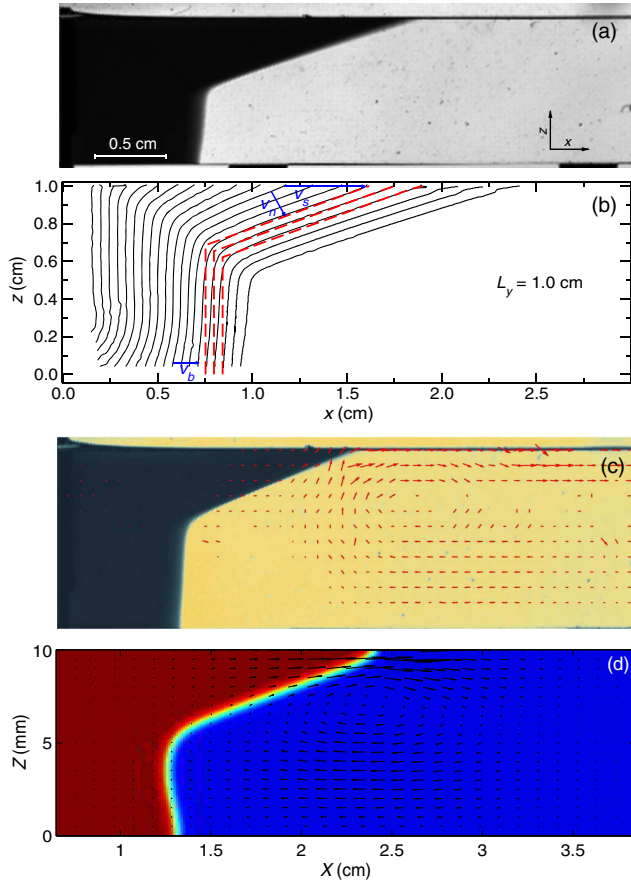 (a)
0.5 cm
z
x
(b)
1.0
0.8
0.6
0.4
0.2
0.0
z (cm)
v_n
v_s
v_b
L_y = 1.0 cm
0.0 0.5 1.0 1.5 2.0 2.5
x (cm)
(c)
(d)
10
5
0
Z (mm)
1 1.5 2 2.5 3 3.5
X (cm)